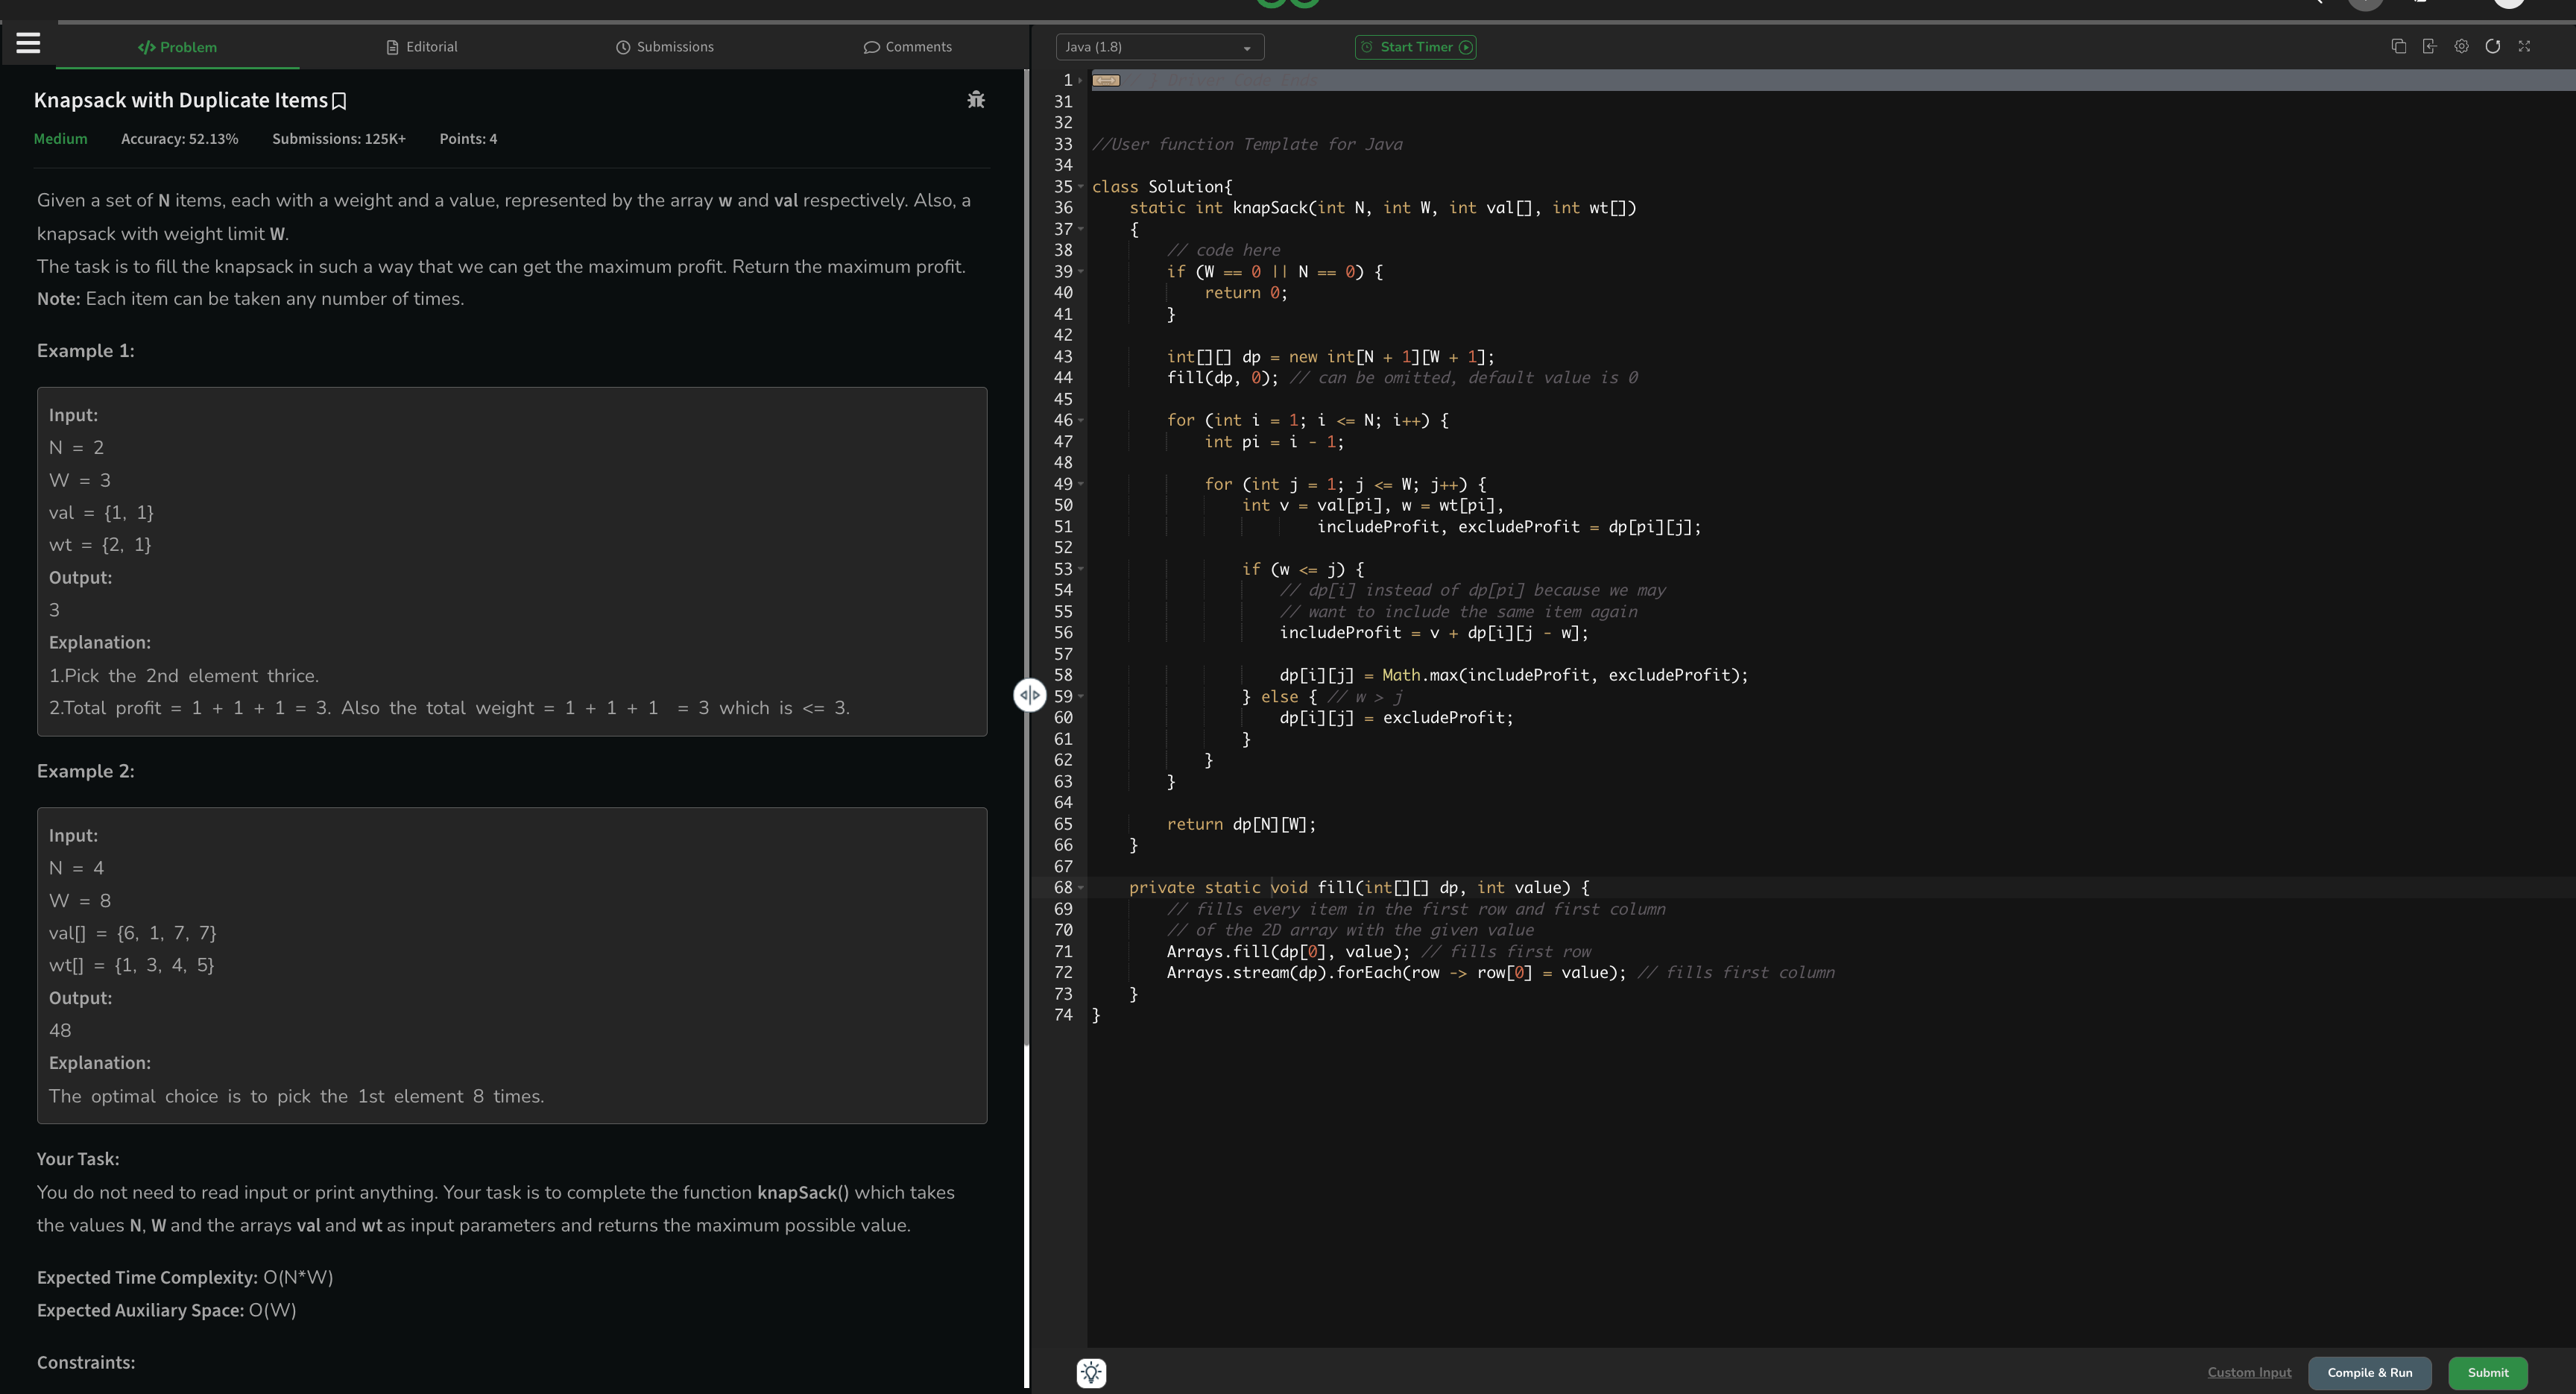 Problem
Editorial
Submissions
Comments
Java (1.8)
Start Timer
Knapsack with Duplicate Items
Medium Accuracy: 52.13% Submissions: 125K+ Points: 4
Given a set of N items, each with a weight and a value, represented by the array w and val respectively. Also, a
knapsack with weight limit W.
The task is to fill the knapsack in such a way that we can get the maximum profit. Return the maximum profit.
Note: Each item can be taken any number of times.
Example 1:
Input:
N = 2
W = 3
val = {1, 1}
wt = {2, 1}
Output:
3
Explanation:
1.Pick the 2nd element thrice.
2.Total profit = 1 + 1 + 1 = 3. Also the total weight = 1 + 1 + 1 = 3 which is <= 3.
Example 2:
Input:
N = 4
W = 8
val[] = {6, 1, 7, 7}
wt[] = {1, 3, 4, 5}
Output:
48
Explanation:
The optimal choice is to pick the 1st element 8 times.
Your Task:
You do not need to read input or print anything. Your task is to complete the function knapSack() which takes
the values N, W and the arrays val and wt as input parameters and returns the maximum possible value.
Expected Time Complexity: O(N*W)
Expected Auxiliary Space: O(W)
Constraints:
1
31
32
33 //User function Template for Java
34
35 class Solution{
36     static int knapSack(int N, int W, int val[], int wt[])
37     {
38         // code here
39         if (W == 0 || N == 0) {
40             return 0;
41         }
42
43         int[][] dp = new int[N + 1][W + 1];
44         fill(dp, 0); // can be omitted, default value is 0
45
46         for (int i = 1; i <= N; i++) {
47             int pi = i - 1;
48
49             for (int j = 1; j <= W; j++) {
50                 int v = val[pi], w = wt[pi],
51                         includeProfit, excludeProfit = dp[pi][j];
52
53                 if (w <= j) {
54                     // dp[i] instead of dp[pi] because we may
55                     // want to include the same item again
56                     includeProfit = v + dp[i][j - w];
57
58                     dp[i][j] = Math.max(includeProfit, excludeProfit);
59                 } else { // w > j
60                     dp[i][j] = excludeProfit;
61                 }
62             }
63         }
64
65         return dp[N][W];
66     }
67
68     private static void fill(int[][] dp, int value) {
69         // fills every item in the first row and first column
70         // of the 2D array with the given value
71         Arrays.fill(dp[0], value); // fills first row
72         Arrays.stream(dp).forEach(row -> row[0] = value); // fills first column
73     }
74 }
Custom Input
Compile & Run
Submit